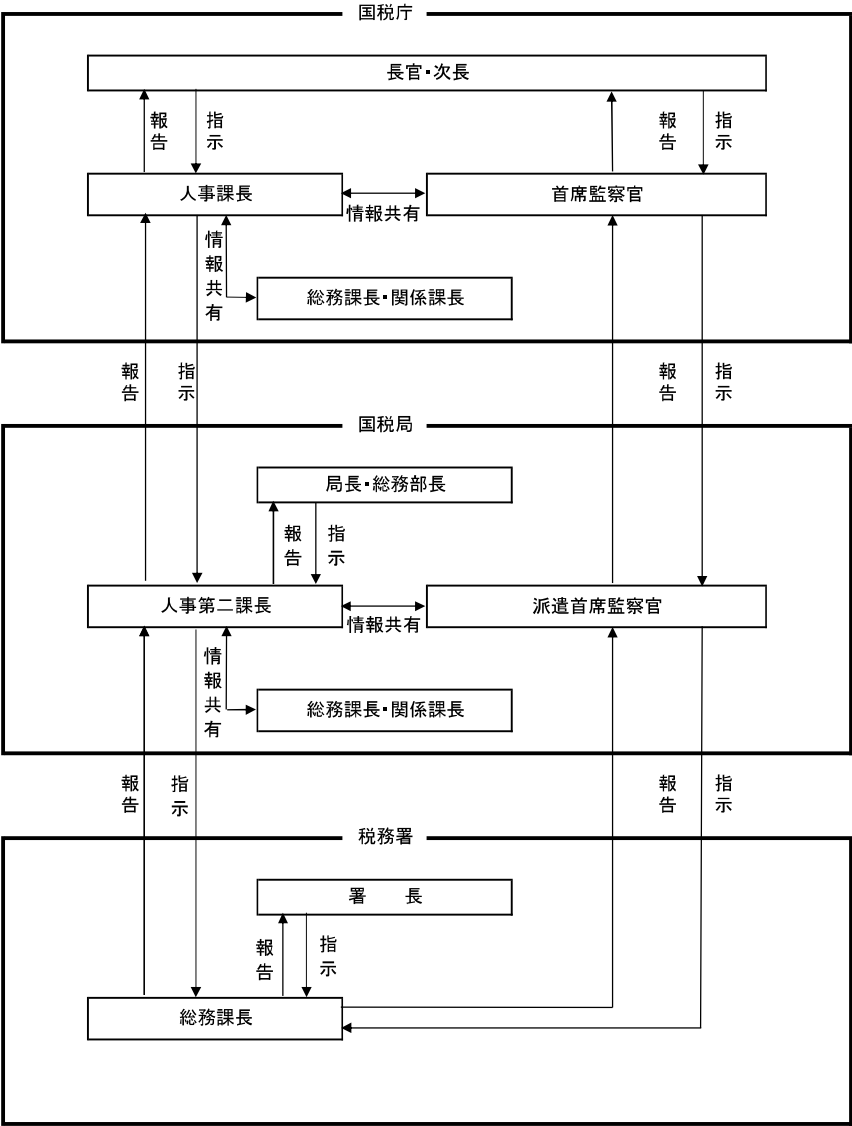 国税庁
長官・次長
報告
指示
報告
指示
人事課長
情報共有
首席監察官
情報共有
総務課長・関係課長
報告
指示
報告
指示
国税局
局長・総務部長
報告
指示
人事第二課長
情報共有
派遣首席監察官
情報共有
総務課長・関係課長
報告
指示
報告
指示
税務署
署　長
報告
指示
総務課長